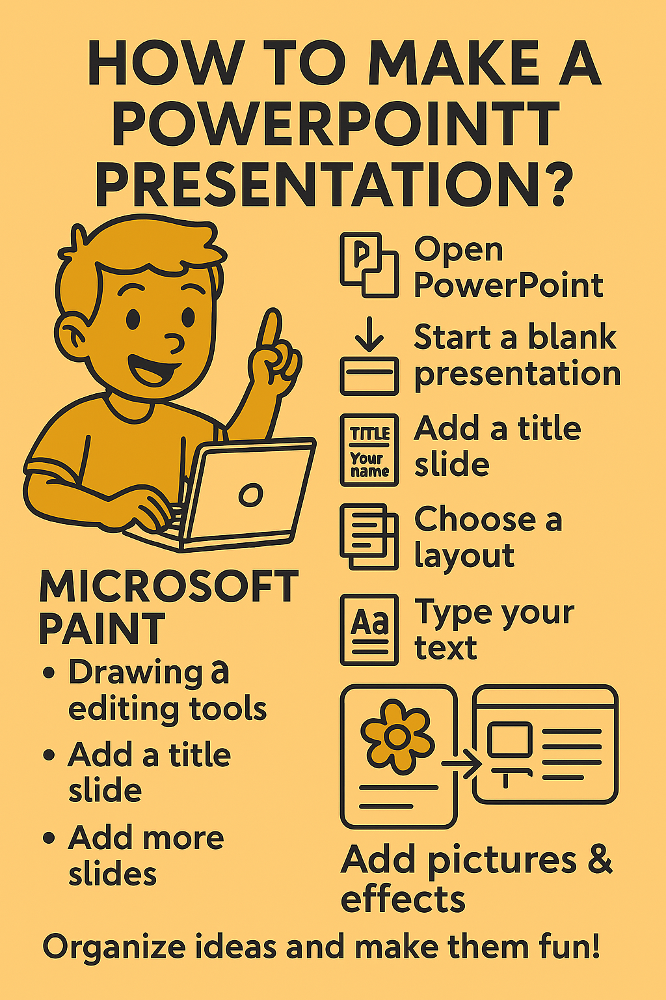 HOW TO MAKE A
POWERPOINTT
PRESENTATION?
P
Open
PowerPoint
Start a blank
presentation
TITLE
Your
name
Add a title
slide
Choose a
layout
Aa
Type your
text
Add pictures &
effects
MICROSOFT
PAINT
• Drawing a
editing tools
• Add a title
slide
• Add more
slides
Organize ideas and make them fun!